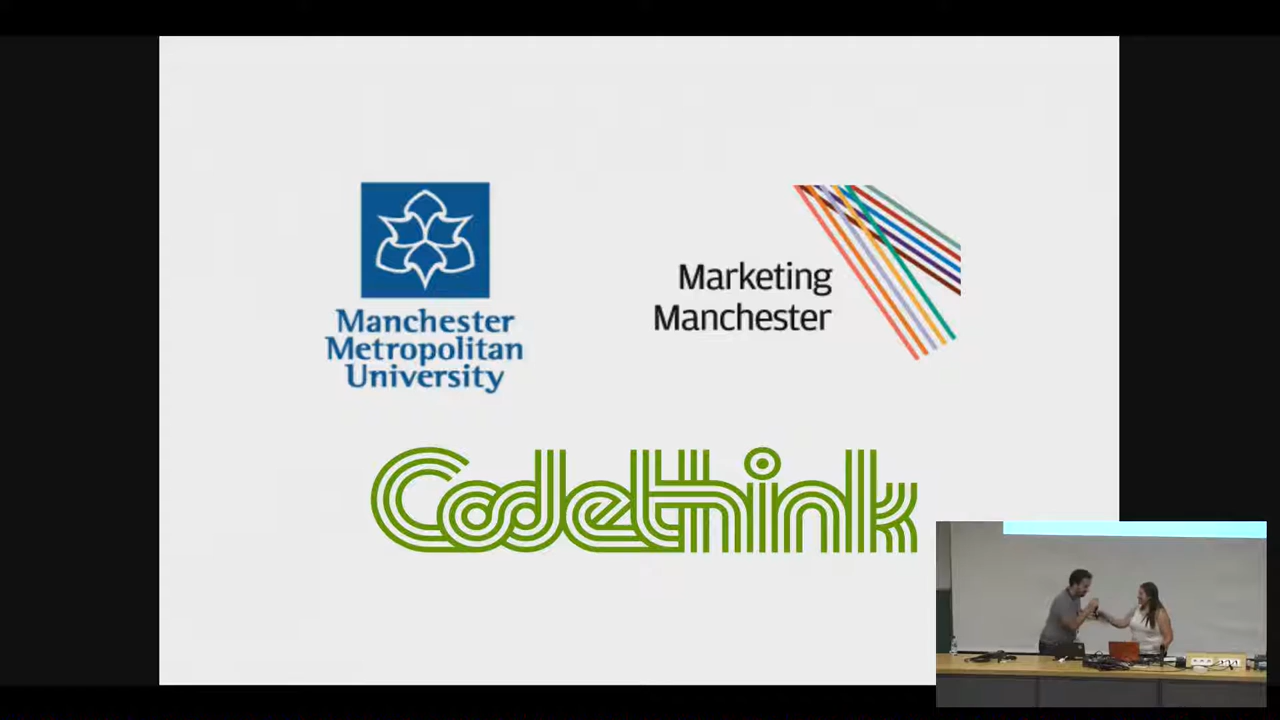 Manchester
Metropolitan
University
Marketing
Manchester
Codethink